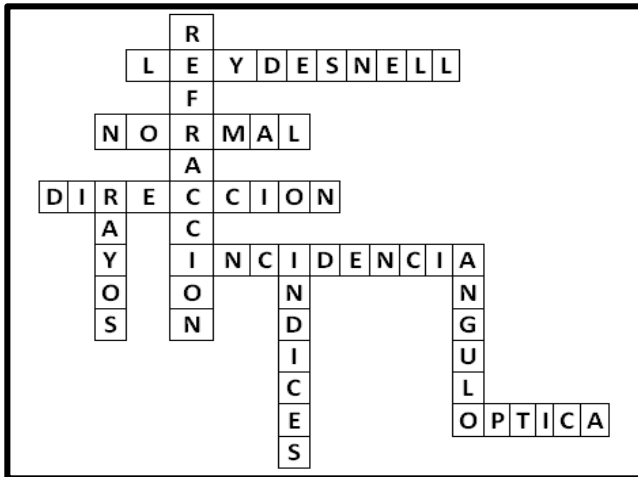 R
LEYDESNELL
F
NORMAL
A
DIRECCION
A C
Y INCIDENCIA
O O N N
S N D G
I U
C L
E OPTICA
S